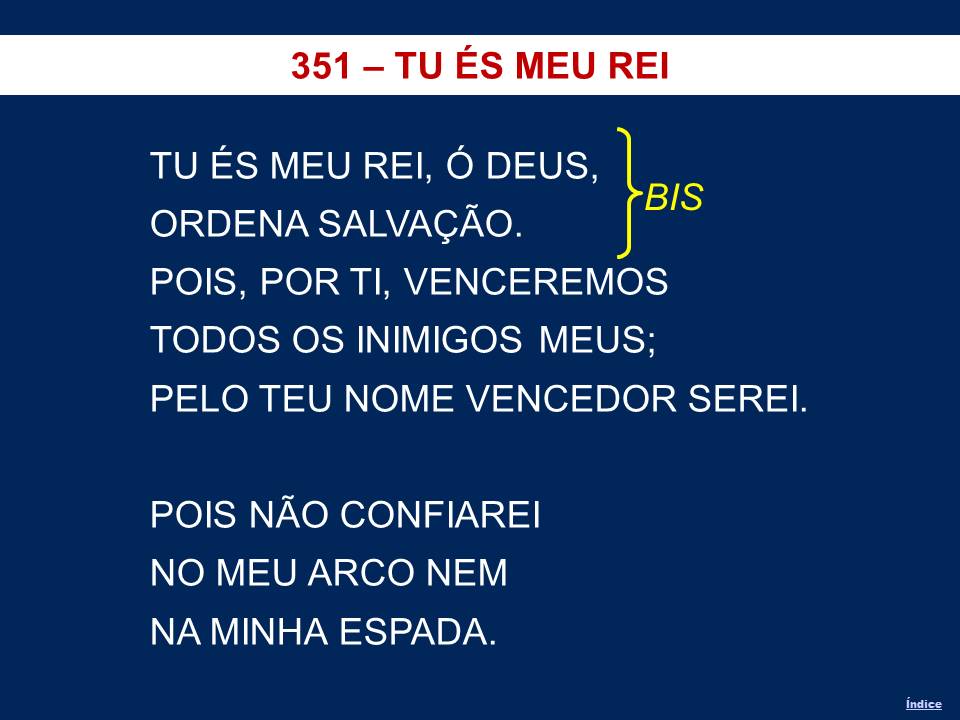 351 – TU ÉS MEU REI
TU ÉS MEU REI, Ó DEUS,
ORDENA SALVAÇÃO.
BIS
POIS, POR TI, VENCEREMOS
TODOS OS INIMIGOS MEUS;
PELO TEU NOME VENCEDOR SEREI.
POIS NÃO CONFIAREI
NO MEU ARCO NEM
NA MINHA ESPADA.
Índice